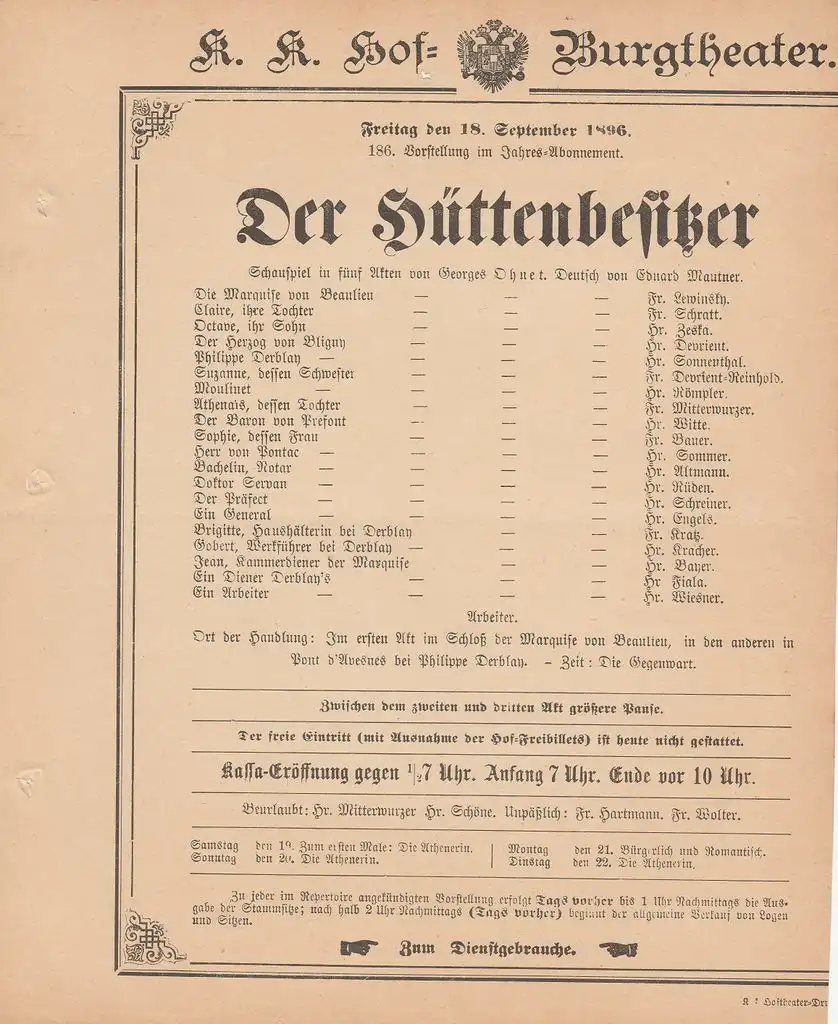 K. K. Hof= Burgtheater.
Freitag den 18. September 1896.
186. Vorstellung im Jahres=Abonnement.
Der Hüttenbesitzer
Schauspiel in fünf Akten von Georges Ohnet. Deutsch von Eduard Mautner.
Die Marquise von Beaulieu — — — Fr. Lewinsky.
Claire, ihre Tochter — — — Fr. Schratt.
Octave, ihr Sohn — — — Hr. Zeska.
Der Herzog von Bligny — — — Hr. Devrient.
Philippe Derblay — — — — Hr. Sonnenthal.
Suzanne, dessen Schwester — — — Fr. Devrient=Reinhold.
Moulinet — — — — Hr. Römpler.
Athenais, dessen Tochter — — — Fr. Mitterwurzer.
Der Baron von Prefont — — — Hr. Witte.
Sophie, dessen Frau — — — Fr. Bauer.
Herr von Pontac — — — — Hr. Sommer.
Bachelin, Notar — — — — Hr. Altmann.
Doktor Servan — — — — Hr. Rüden.
Der Präfect — — — — Hr. Schreiner.
Ein General — — — — Hr. Engels.
Brigitte, Haushälterin bei Derblay — — Fr. Kratz.
Gobert, Werkführer bei Derblay — — — Hr. Kracher.
Jean, Kammerdiener der Marquise — — Hr. Bayer.
Ein Diener Derblay's — — — Hr Fiala.
Ein Arbeiter — — — — Hr. Wiesner.
Arbeiter.
Ort der Handlung: Im ersten Akt im Schloß der Marquise von Beaulieu, in den anderen in
Pont d'Avesnes bei Philippe Derblay. — Zeit: Die Gegenwart.
Zwischen dem zweiten und dritten Akt größere Pause.
Der freie Eintritt (mit Ausnahme der Hof=Freibillets) ist heute nicht gestattet.
Kassa-Eröffnung gegen ½7 Uhr. Anfang 7 Uhr. Ende vor 10 Uhr.
Beurlaubt: Hr. Mitterwurzer Hr. Schöne. Unpäßlich: Fr. Hartmann. Fr. Wolter.
Samstag den 19. Zum ersten Male: Die Athenerin.
Sonntag den 20. Die Athenerin.
Montag den 21. Bürgerlich und Romantisch.
Dinstag den 22. Die Athenerin.
Zu jeder im Repertoire angekündigten Vorstellung erfolgt Tags vorher bis 1 Uhr Nachmittags die Aus=
gabe der Stammsitze; nach halb 2 Uhr Nachmittags (Tags vorher) beginnt der allgemeine Verkauf von Logen
und Sitzen.
Zum Dienstgebrauche.
K. Hoftheater=Dru